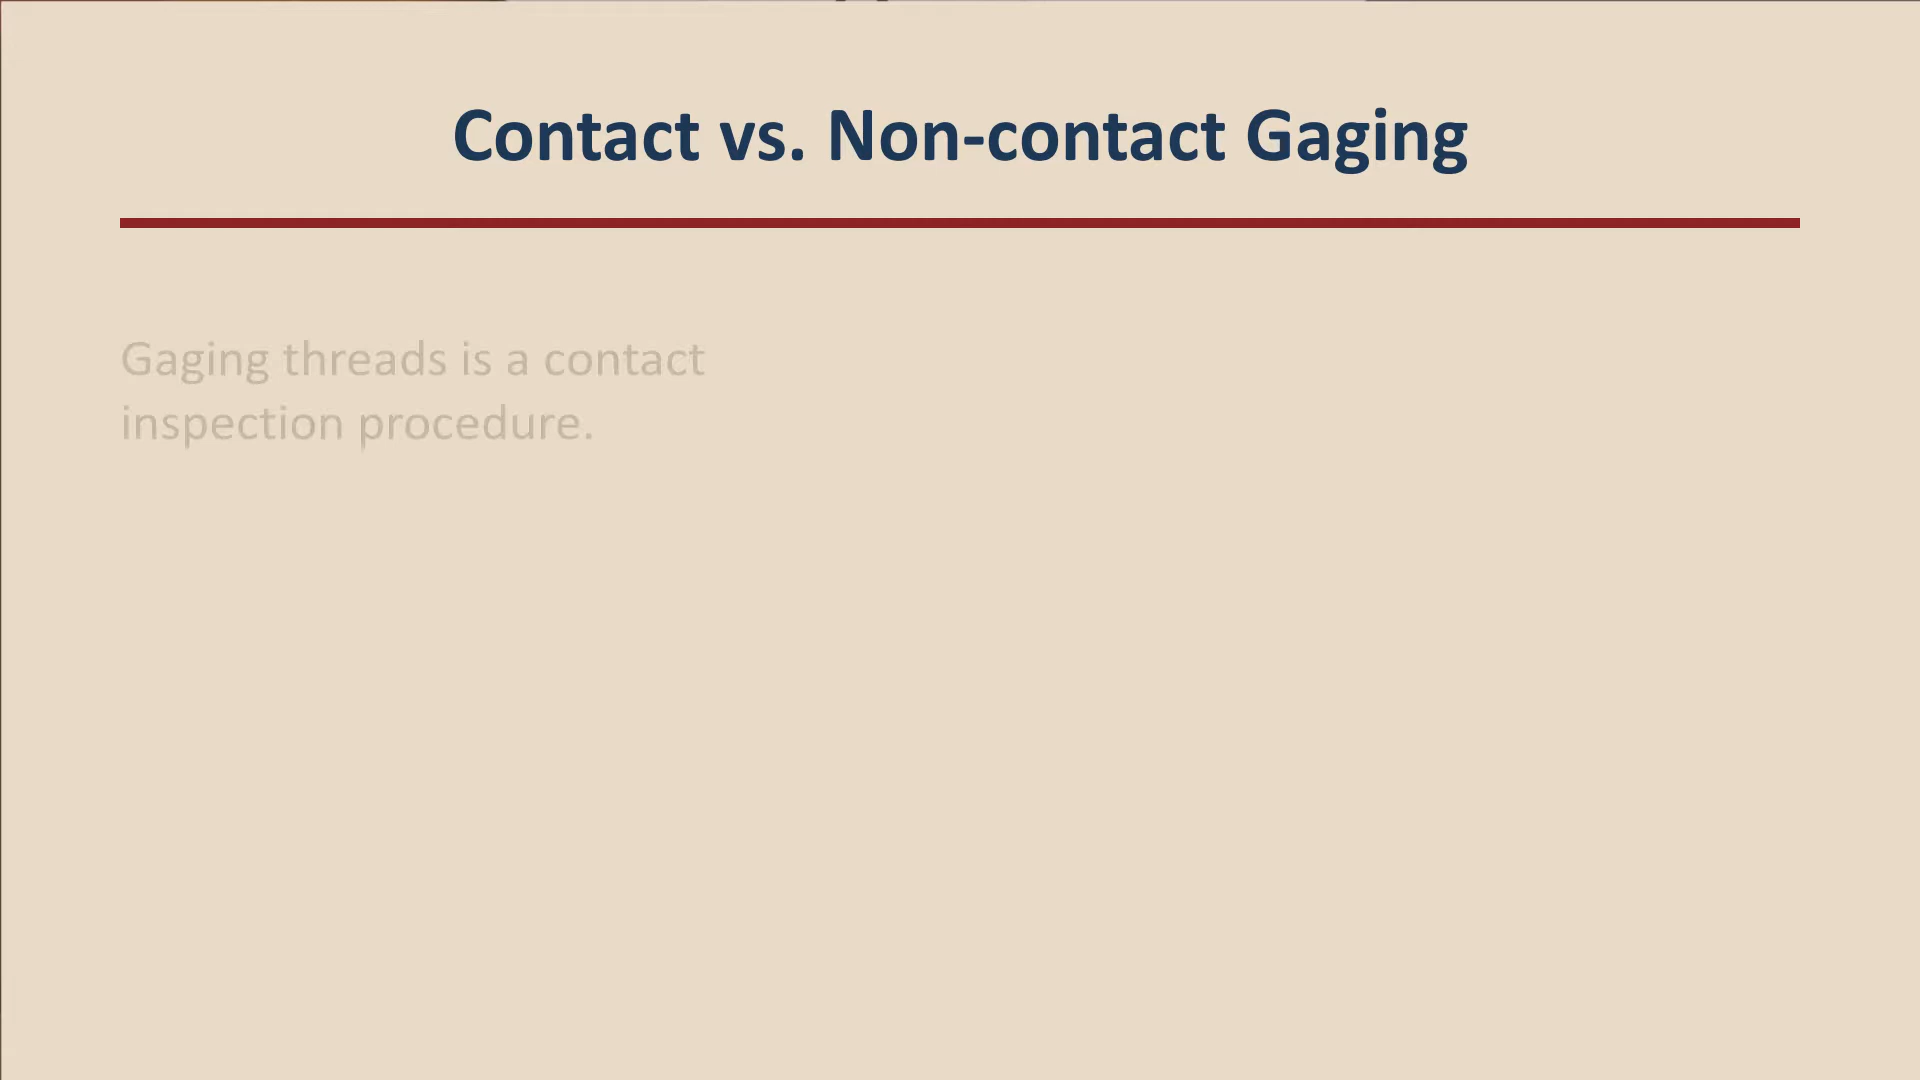 Contact vs. Non-contact Gaging
Gaging threads is a contact
inspection procedure.